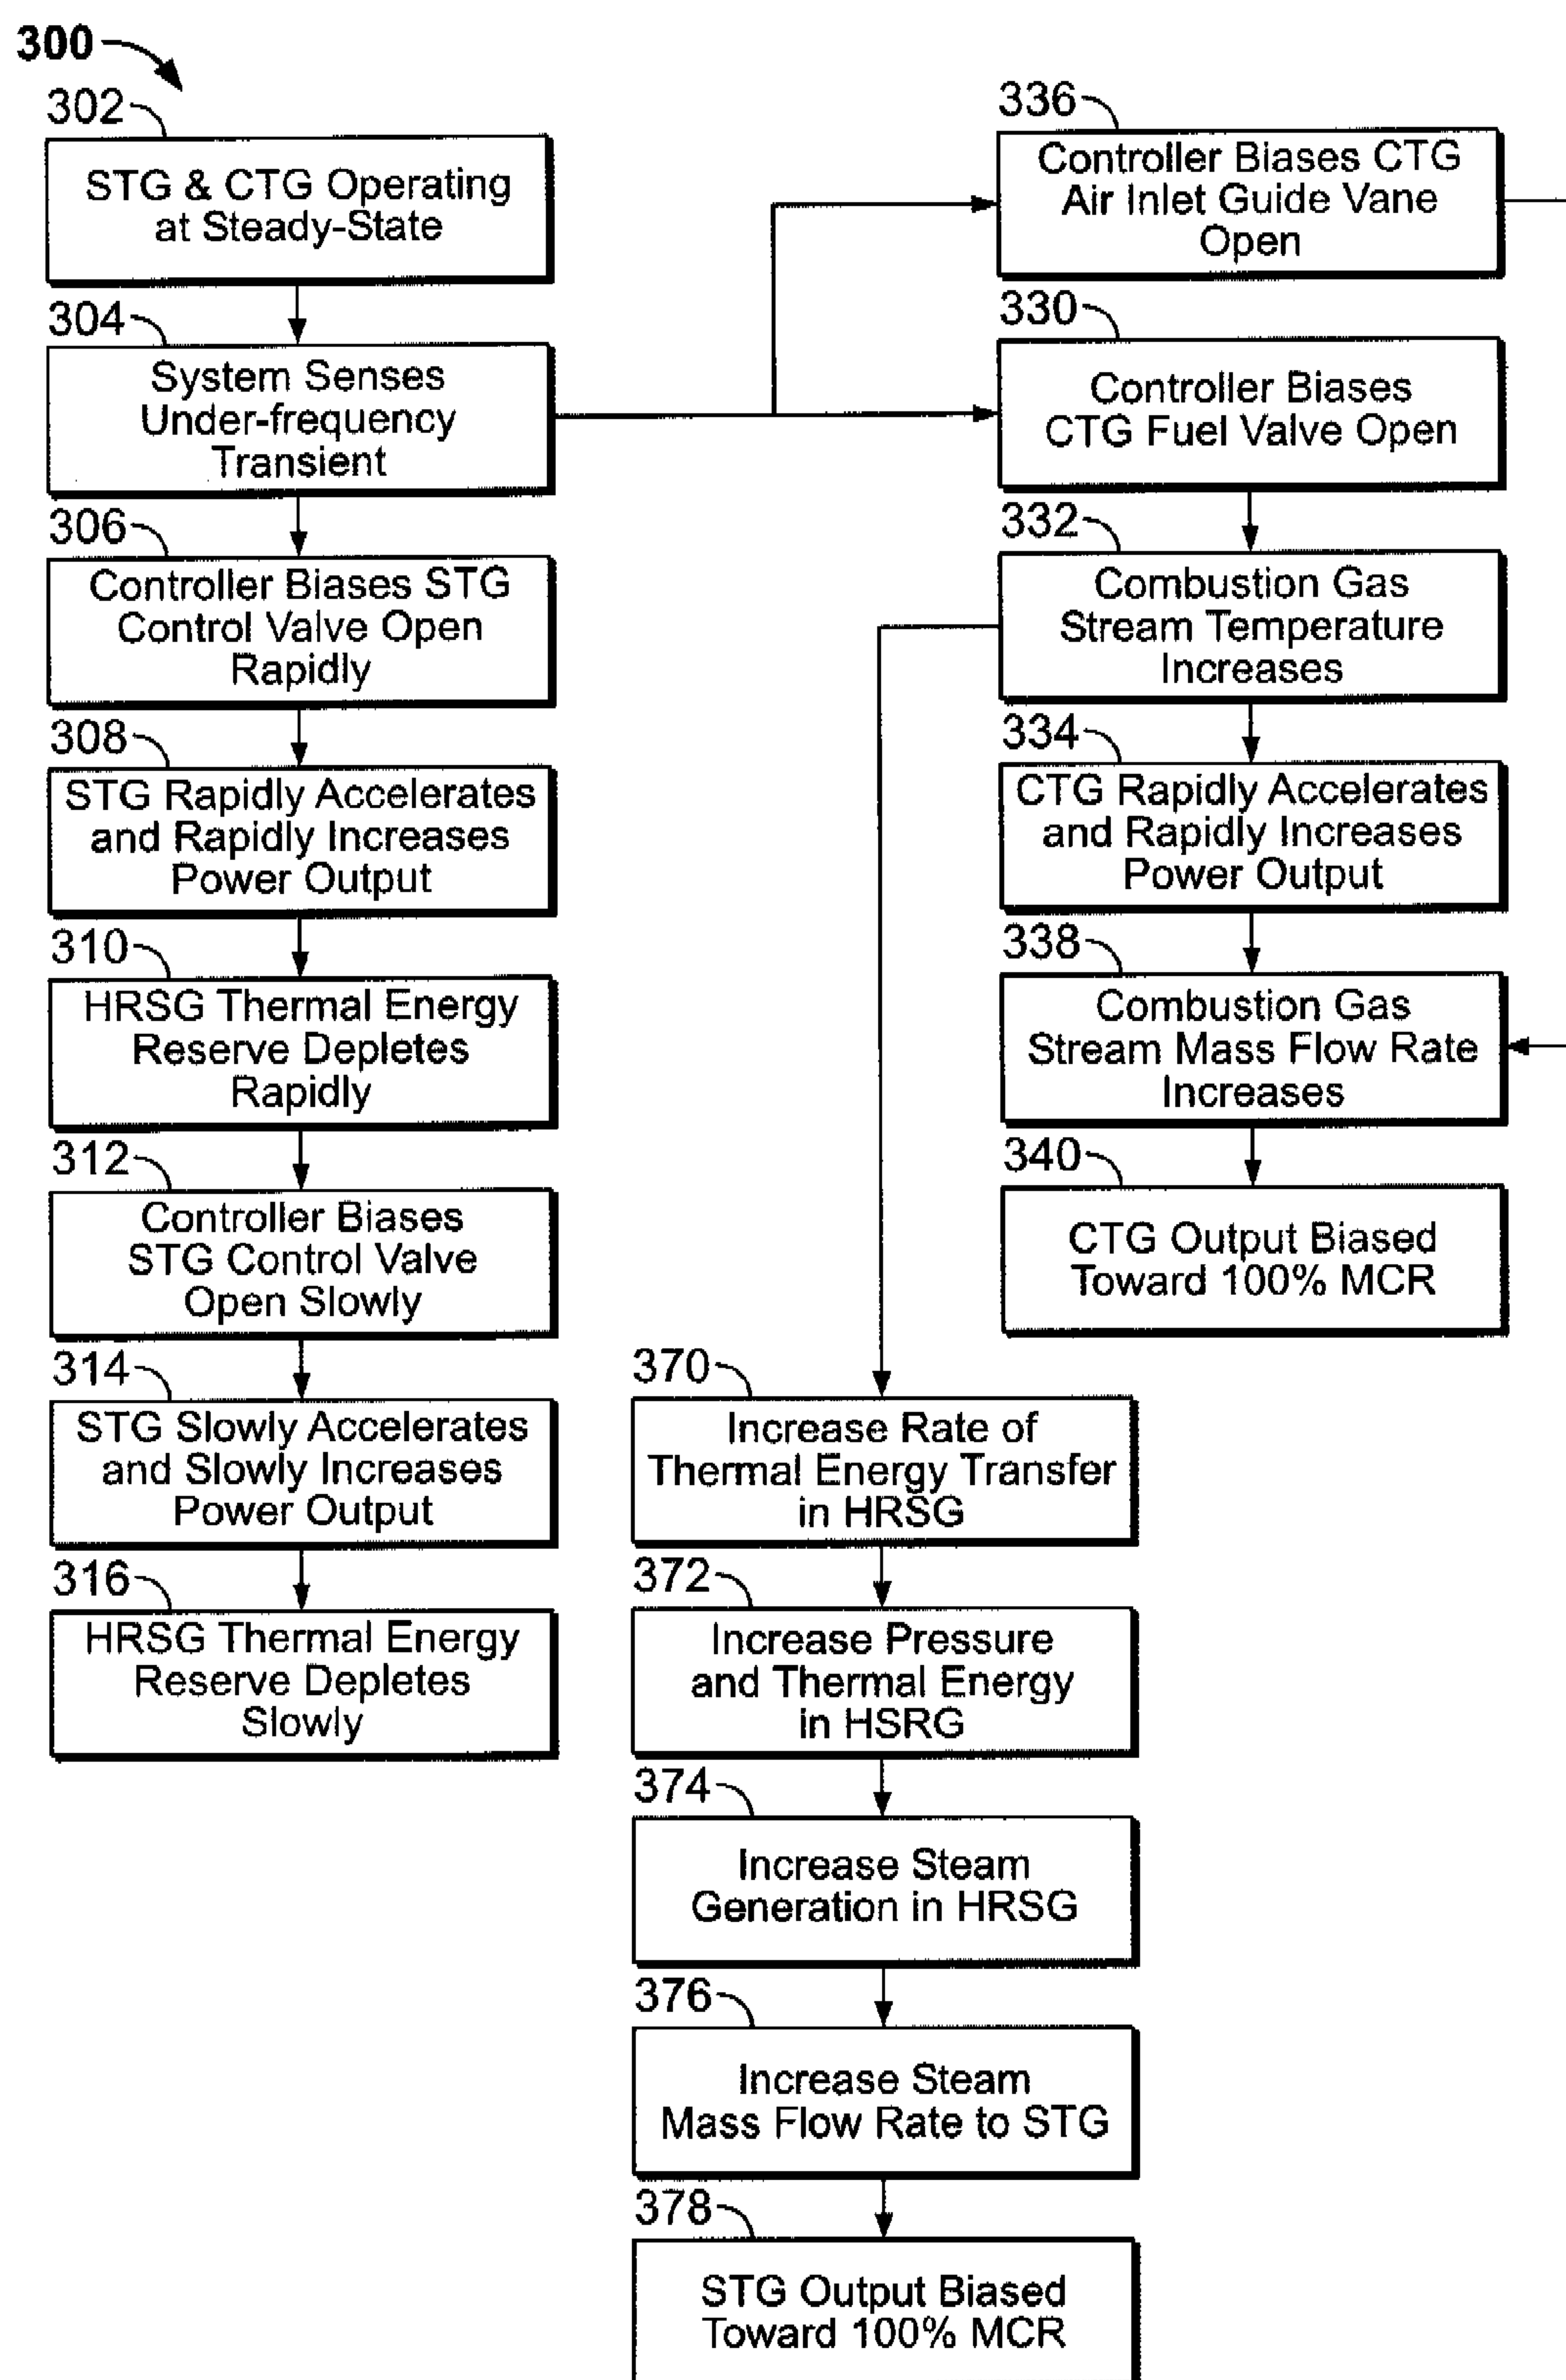 300
302
STG & CTG Operating
at Steady-State
304
System Senses
Under-frequency
Transient
306
Controller Biases STG
Control Valve Open
Rapidly
308
STG Rapidly Accelerates
and Rapidly Increases
Power Output
310
HRSG Thermal Energy
Reserve Depletes
Rapidly
312
Controller Biases
STG Control Valve
Open Slowly
314
STG Slowly Accelerates
and Slowly Increases
Power Output
316
HRSG Thermal Energy
Reserve Depletes
Slowly
336
Controller Biases CTG
Air Inlet Guide Vane
Open
330
Controller Biases
CTG Fuel Valve Open
332
Combustion Gas
Stream Temperature
Increases
334
CTG Rapidly Accelerates
and Rapidly Increases
Power Output
338
Combustion Gas
Stream Mass Flow Rate
Increases
340
CTG Output Biased
Toward 100% MCR
370
Increase Rate of
Thermal Energy Transfer
in HRSG
372
Increase Pressure
and Thermal Energy
in HSRG
374
Increase Steam
Generation in HRSG
376
Increase Steam
Mass Flow Rate to STG
378
STG Output Biased
Toward 100% MCR